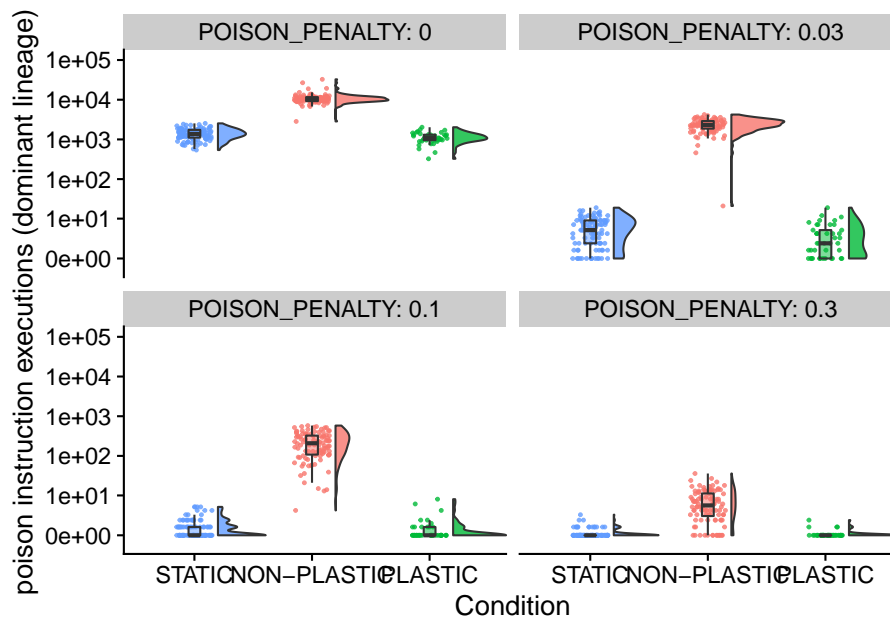 poison instruction executions (dominant lineage)
POISON_PENALTY: 0
POISON_PENALTY: 0.03
1e+05
1e+04
1e+03
1e+02
1e+01
0e+00
POISON_PENALTY: 0.1
POISON_PENALTY: 0.3
1e+05
1e+04
1e+03
1e+02
1e+01
0e+00
STATIC NON-PLASTIC PLASTIC
STATIC NON-PLASTIC PLASTIC
Condition